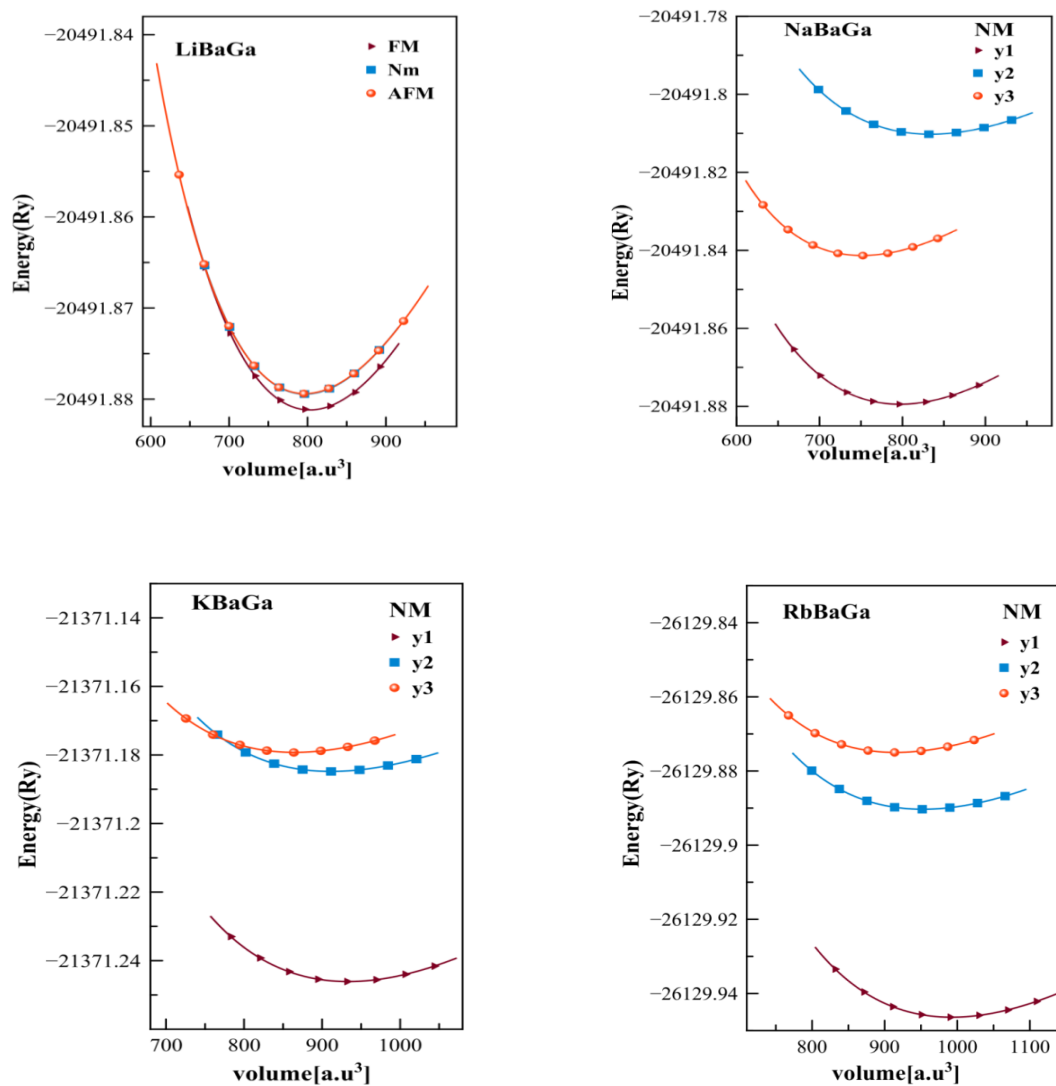 LiBaGa
FM
Nm
AFM
Energy(Ry)
−20491.84
−20491.85
−20491.86
−20491.87
−20491.88
600 700 800 900
volume[a.u³]
NaBaGa
NM
y1
y2
y3
Energy(Ry)
−20491.78
−20491.8
−20491.82
−20491.84
−20491.86
−20491.88
600 700 800 900
volume[a.u³]
KBaGa
NM
y1
y2
y3
Energy(Ry)
−21371.14
−21371.16
−21371.18
−21371.2
−21371.22
−21371.24
700 800 900 1000
volume[a.u³]
RbBaGa
NM
y1
y2
y3
Energy(Ry)
−26129.84
−26129.86
−26129.88
−26129.9
−26129.92
−26129.94
800 900 1000 1100
volume[a.u³]